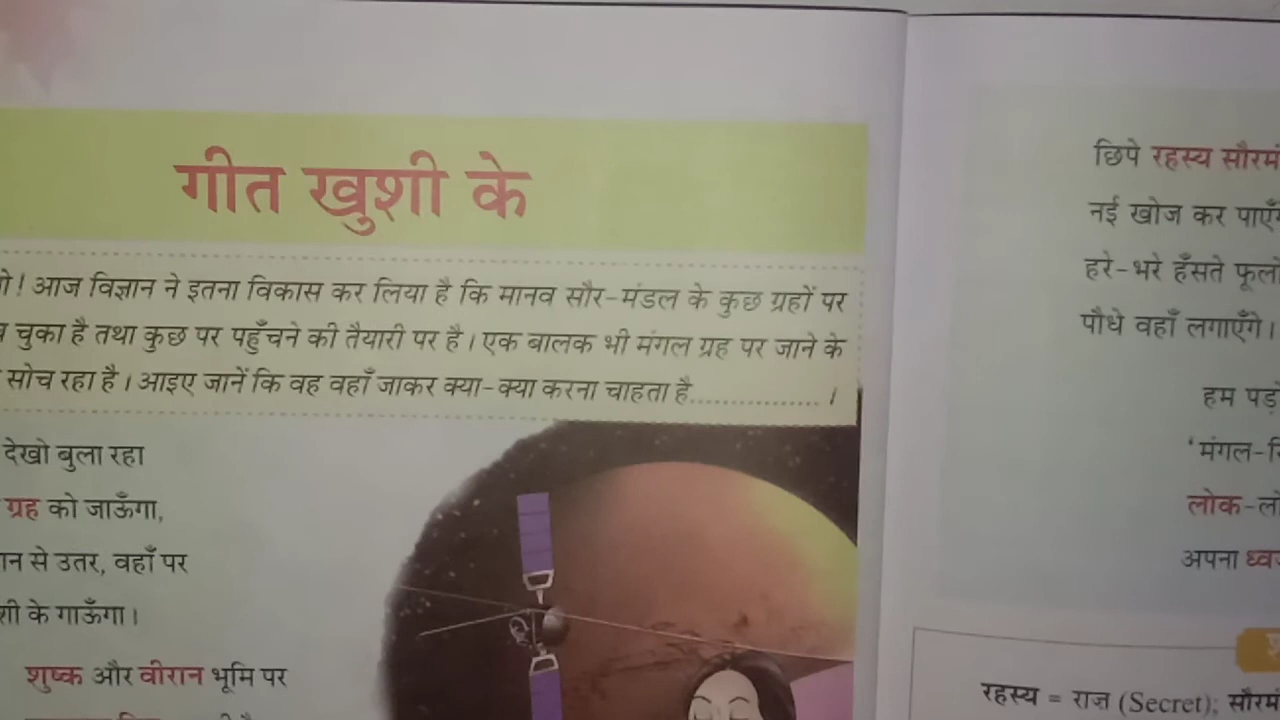 गीत खुशी के
! आज विज्ञान ने इतना विकास कर लिया है कि मानव सौर-मंडल के कुछ ग्रहों पर
चुका है तथा कुछ पर पहुँचने की तैयारी पर है। एक बालक भी मंगल ग्रह पर जाने के
सोच रहा है। आइए जानें कि वह वहाँ जाकर क्या-क्या करना चाहता है..................।
देखो बुला रहा
ग्रह को जाऊँगा,
से उतर, वहाँ पर
के गाऊँगा।
शुष्क और वीरान भूमि पर
छिपे रहस्य
नई खोज कर
हरे-भरे हँसते
पौधे वहाँ लगाएँगे।
हम
'मंगल-
लोक-
अपना
रहस्य = राज़ (Secret);